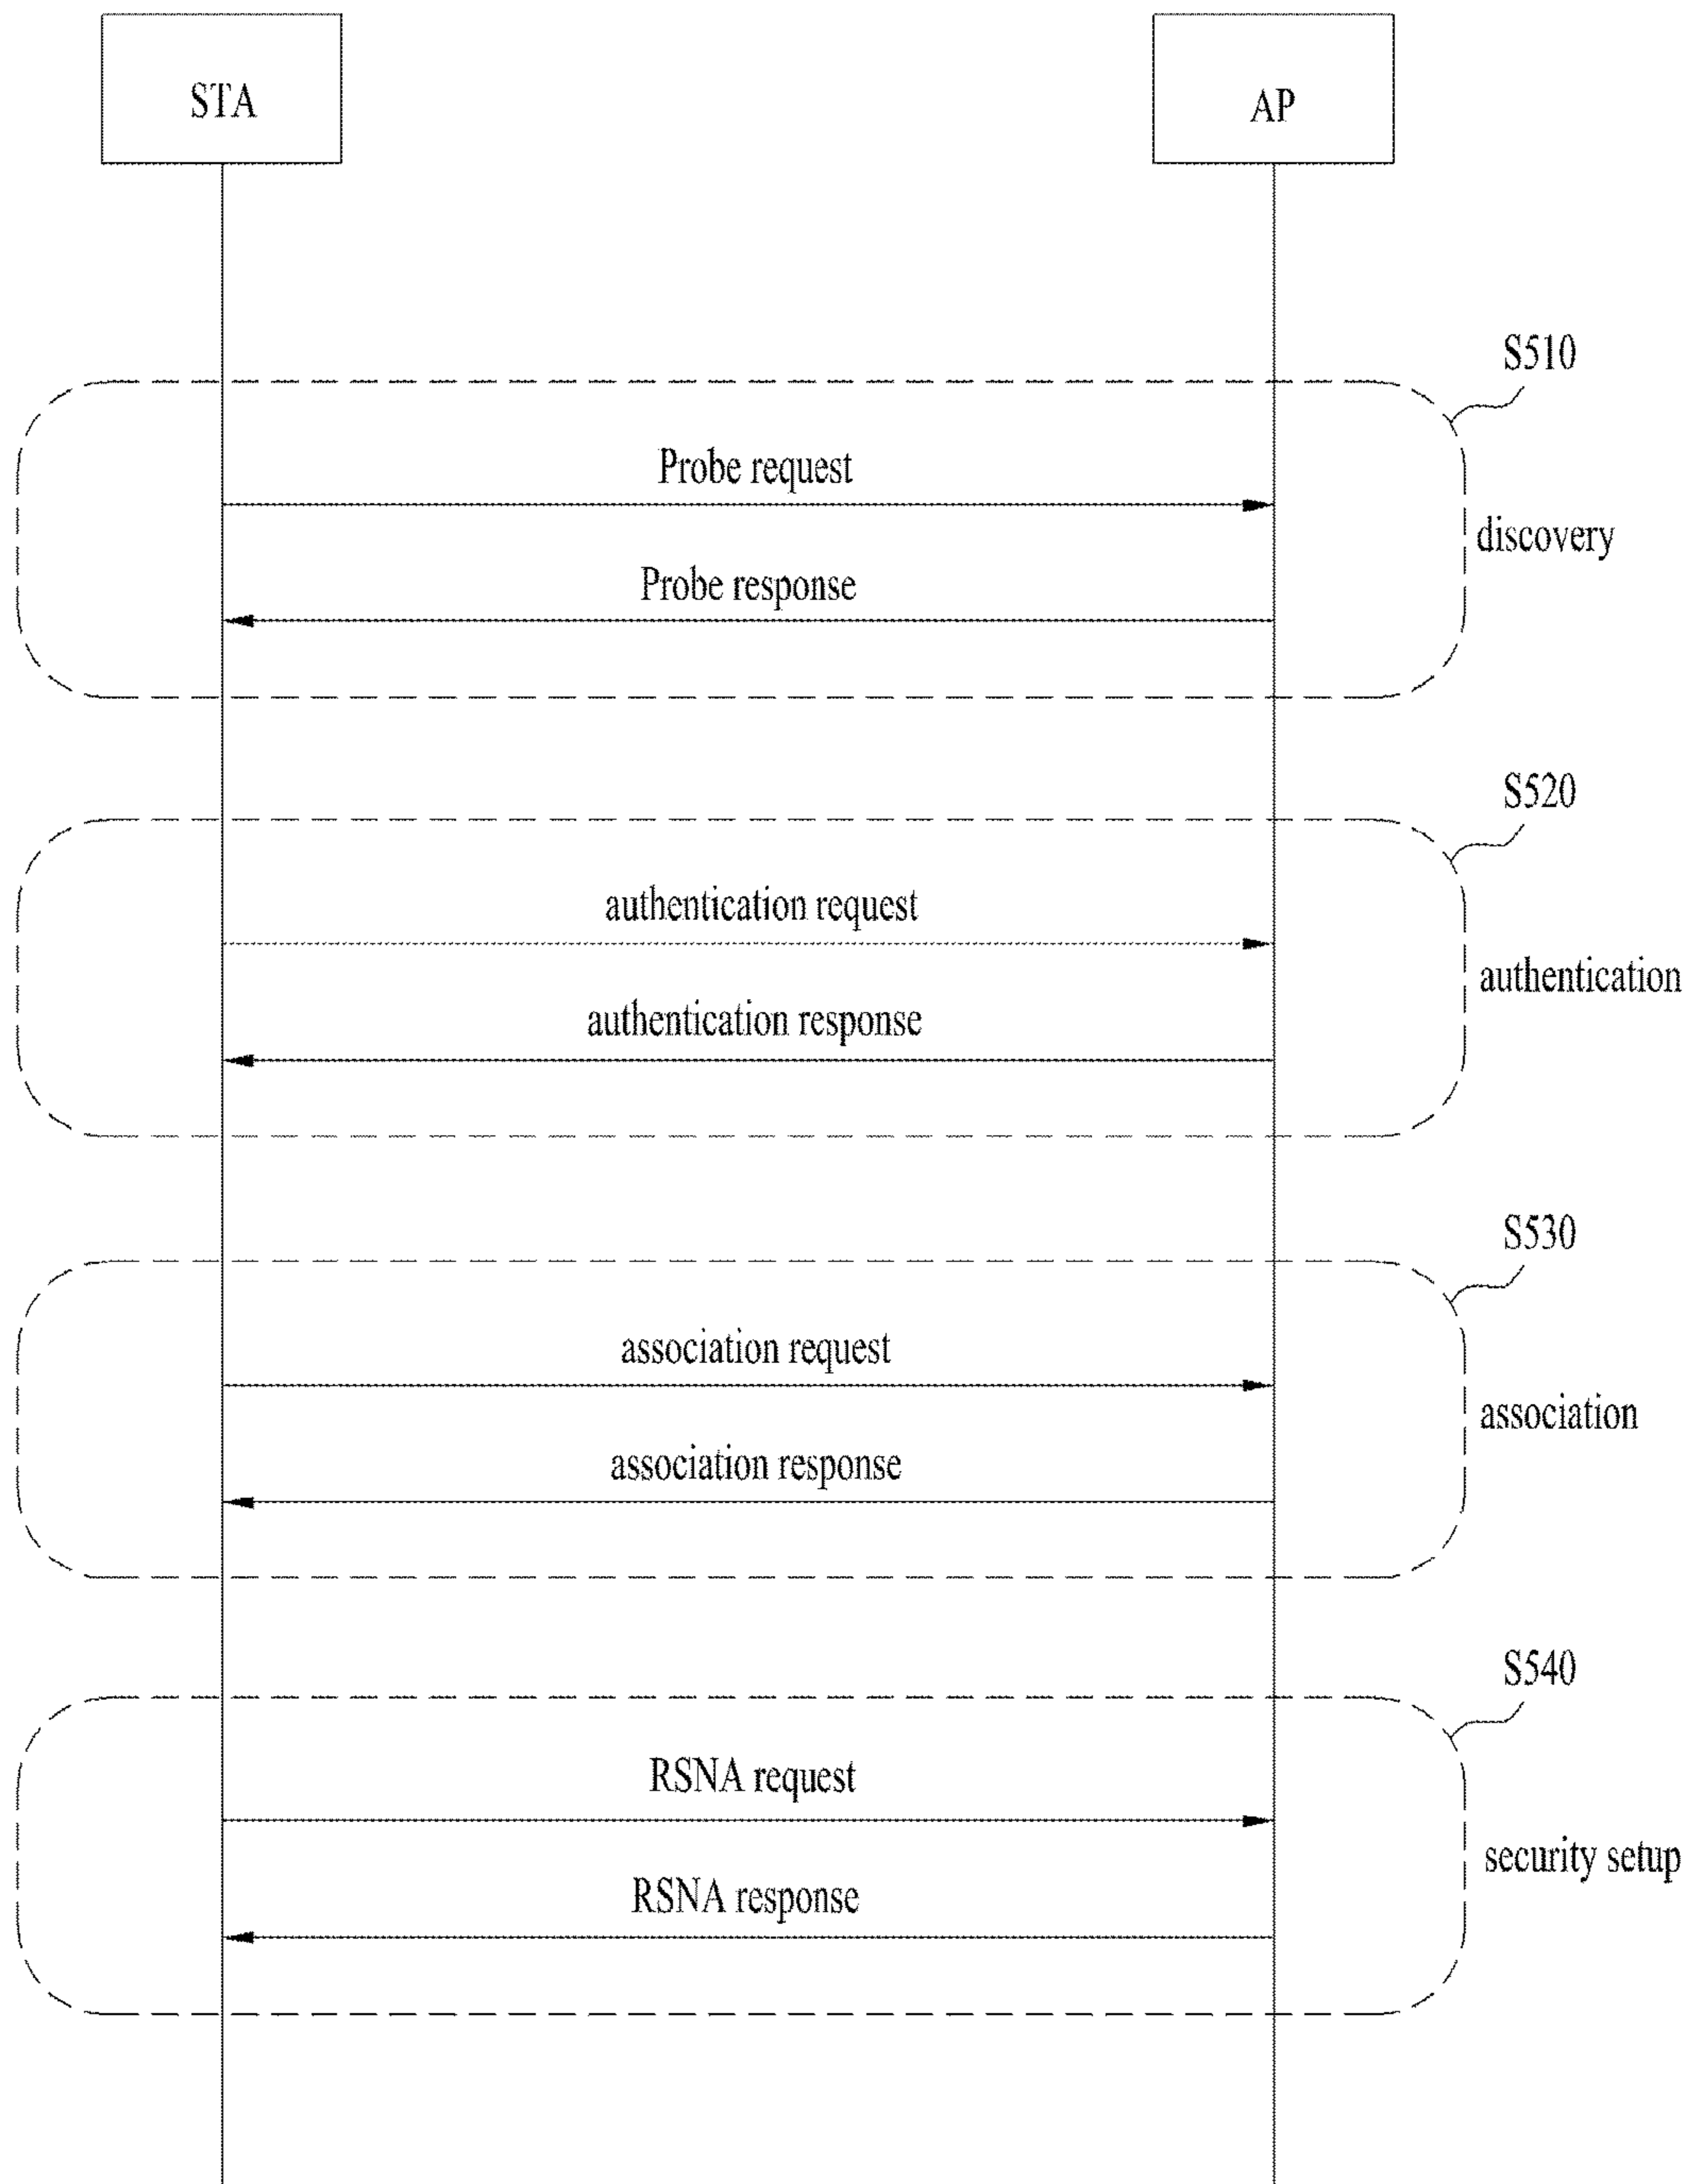 STA
AP
S510
Probe request
discovery
Probe response
S520
authentication request
authentication
authentication response
S530
association request
association
association response
S540
RSNA request
security setup
RSNA response